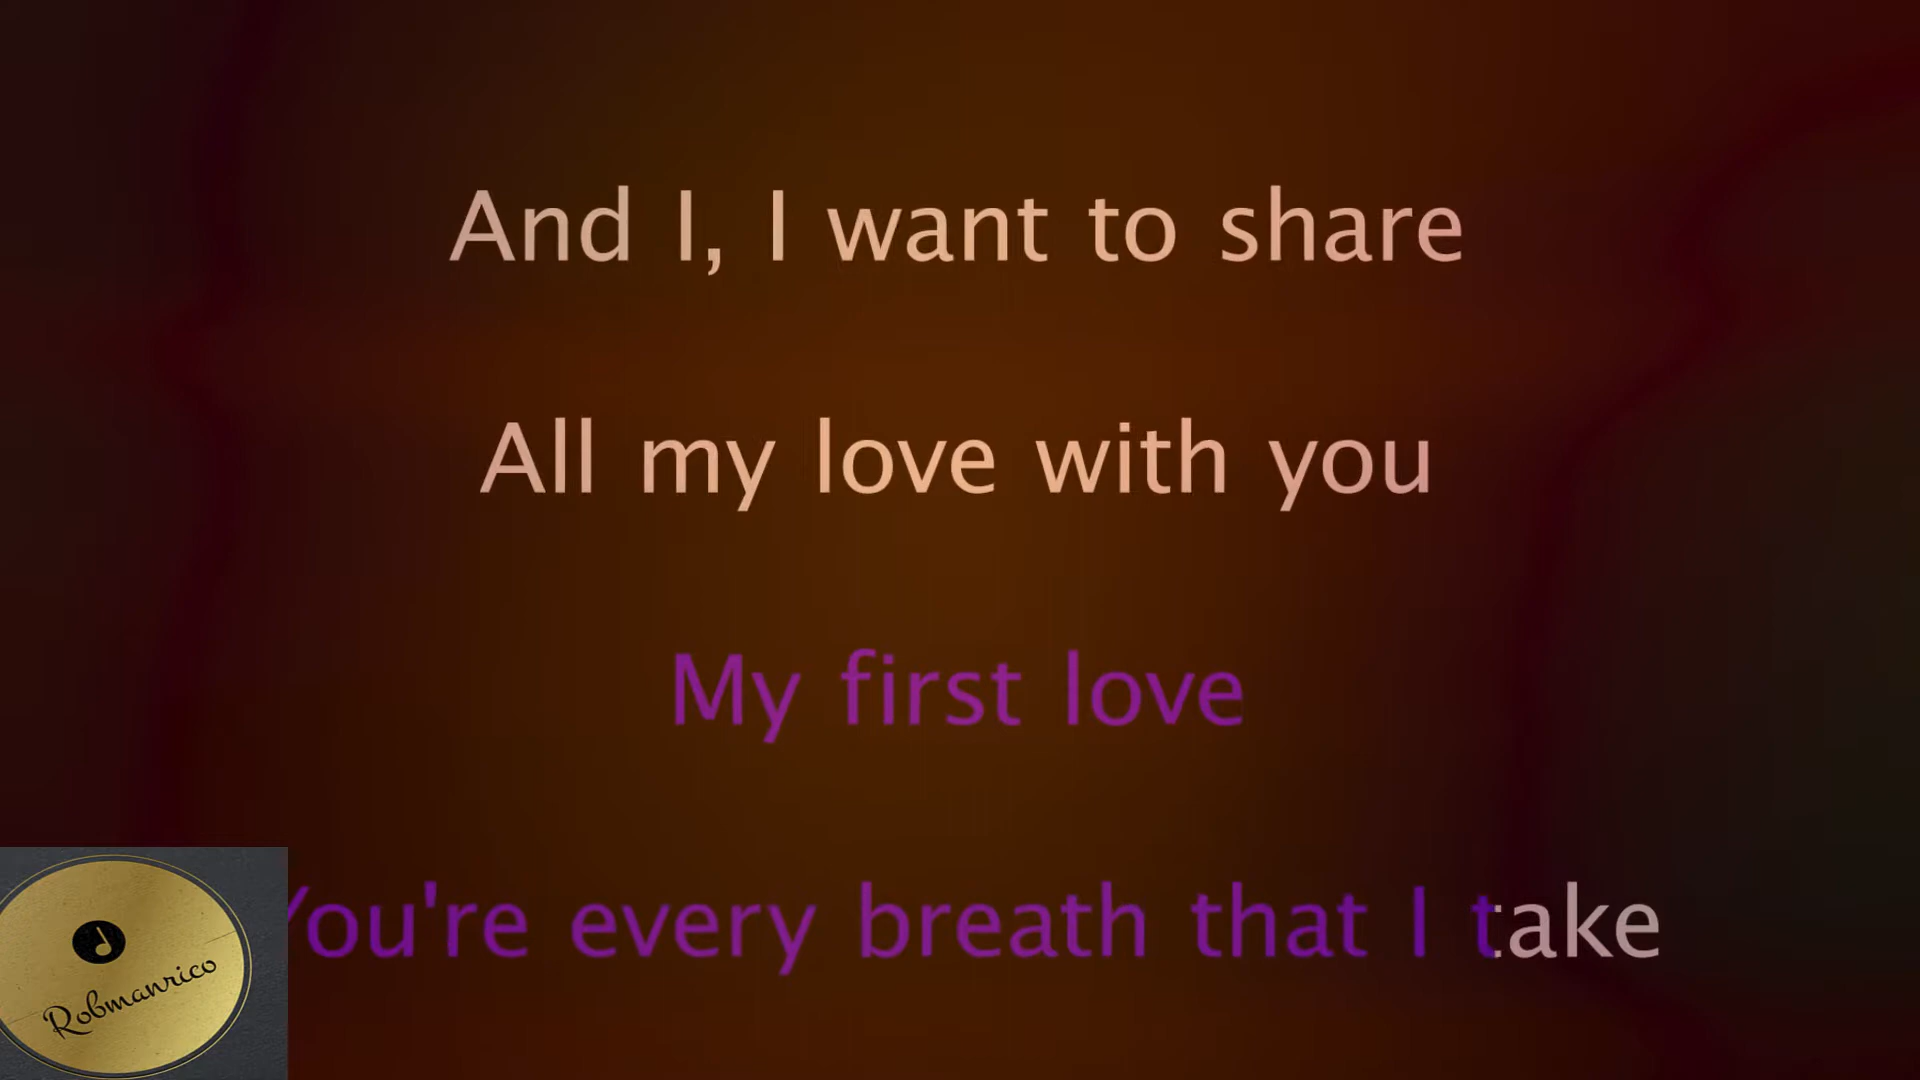 And I, I want to share
All my love with you
My first love
You're every breath that I take
Robmanrico